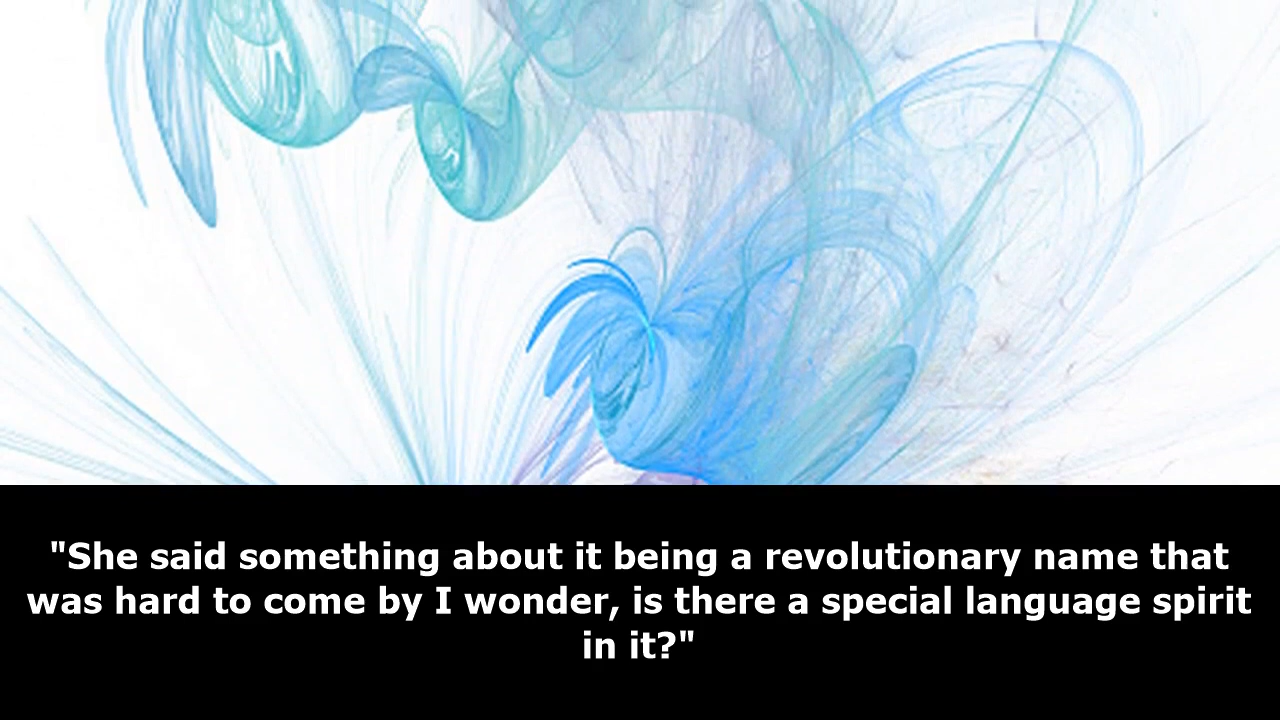 "She said something about it being a revolutionary name that
was hard to come by I wonder, is there a special language spirit
in it?"